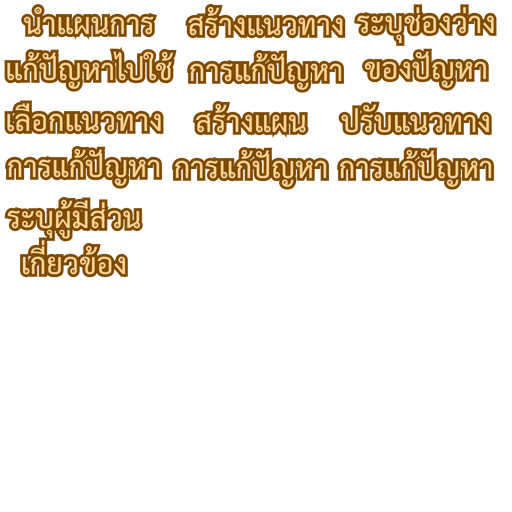 นำแผนการ
แก้ปัญหาไปใช้
สร้างแนวทาง
การแก้ปัญหา
ระบุช่องว่าง
ของปัญหา
เลือกแนวทาง
การแก้ปัญหา
สร้างแผน
การแก้ปัญหา
ปรับแนวทาง
การแก้ปัญหา
ระบุผู้มีส่วน
เกี่ยวข้อง